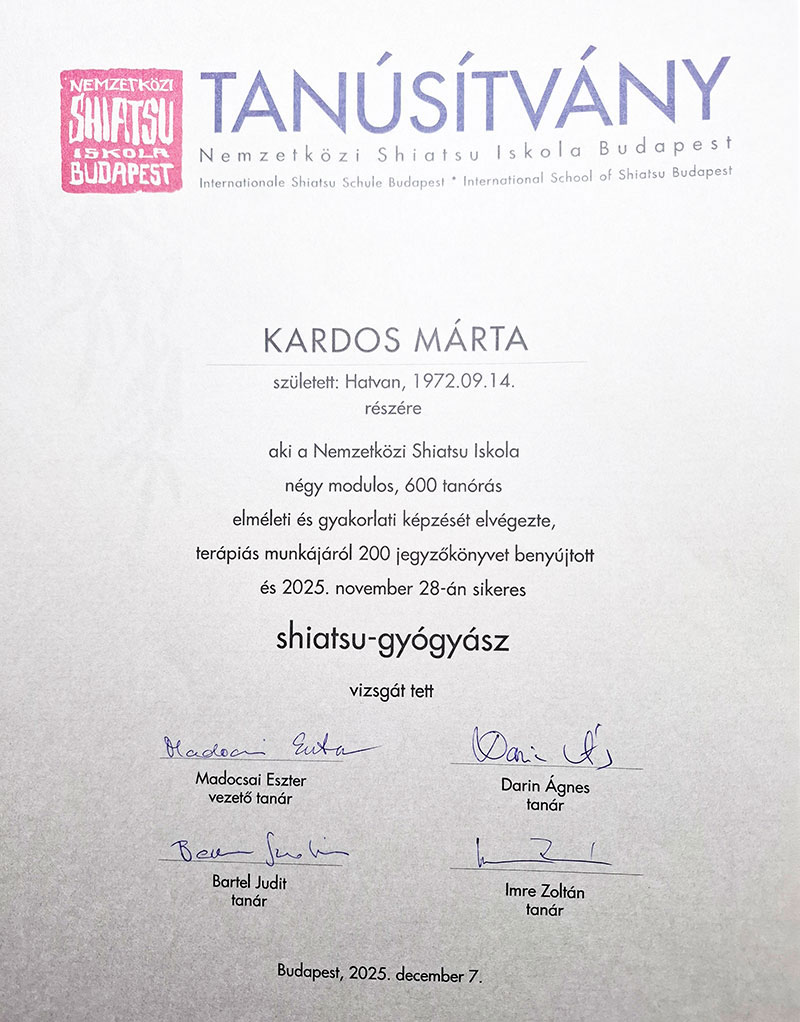 NEMZETKÖZI
SHIATSU
ISKOLA
BUDAPEST
TANÚSÍTVÁNY
Nemzetközi Shiatsu Iskola Budapest
Internationale Shiatsu Schule Budapest * International School of Shiatsu Budapest
KARDOS MÁRTA
született: Hatvan, 1972.09.14.
részére
aki a Nemzetközi Shiatsu Iskola
négy modulos, 600 tanórás
elméleti és gyakorlati képzését elvégezte,
terápiás munkájáról 200 jegyzőkönyvet benyújtott
és 2025. november 28-án sikeres
shiatsu-gyógyász
vizsgát tett
Madocsai Eszter
vezető tanár
Darin Ágnes
tanár
Bartel Judit
tanár
Imre Zoltán
tanár
Budapest, 2025. december 7.